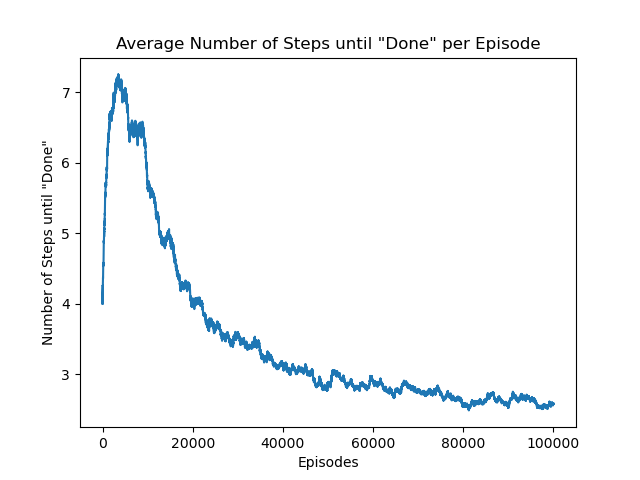 Average Number of Steps until "Done" per Episode
Number of Steps until "Done"
7
6
5
4
3
0 20000 40000 60000 80000 100000
Episodes